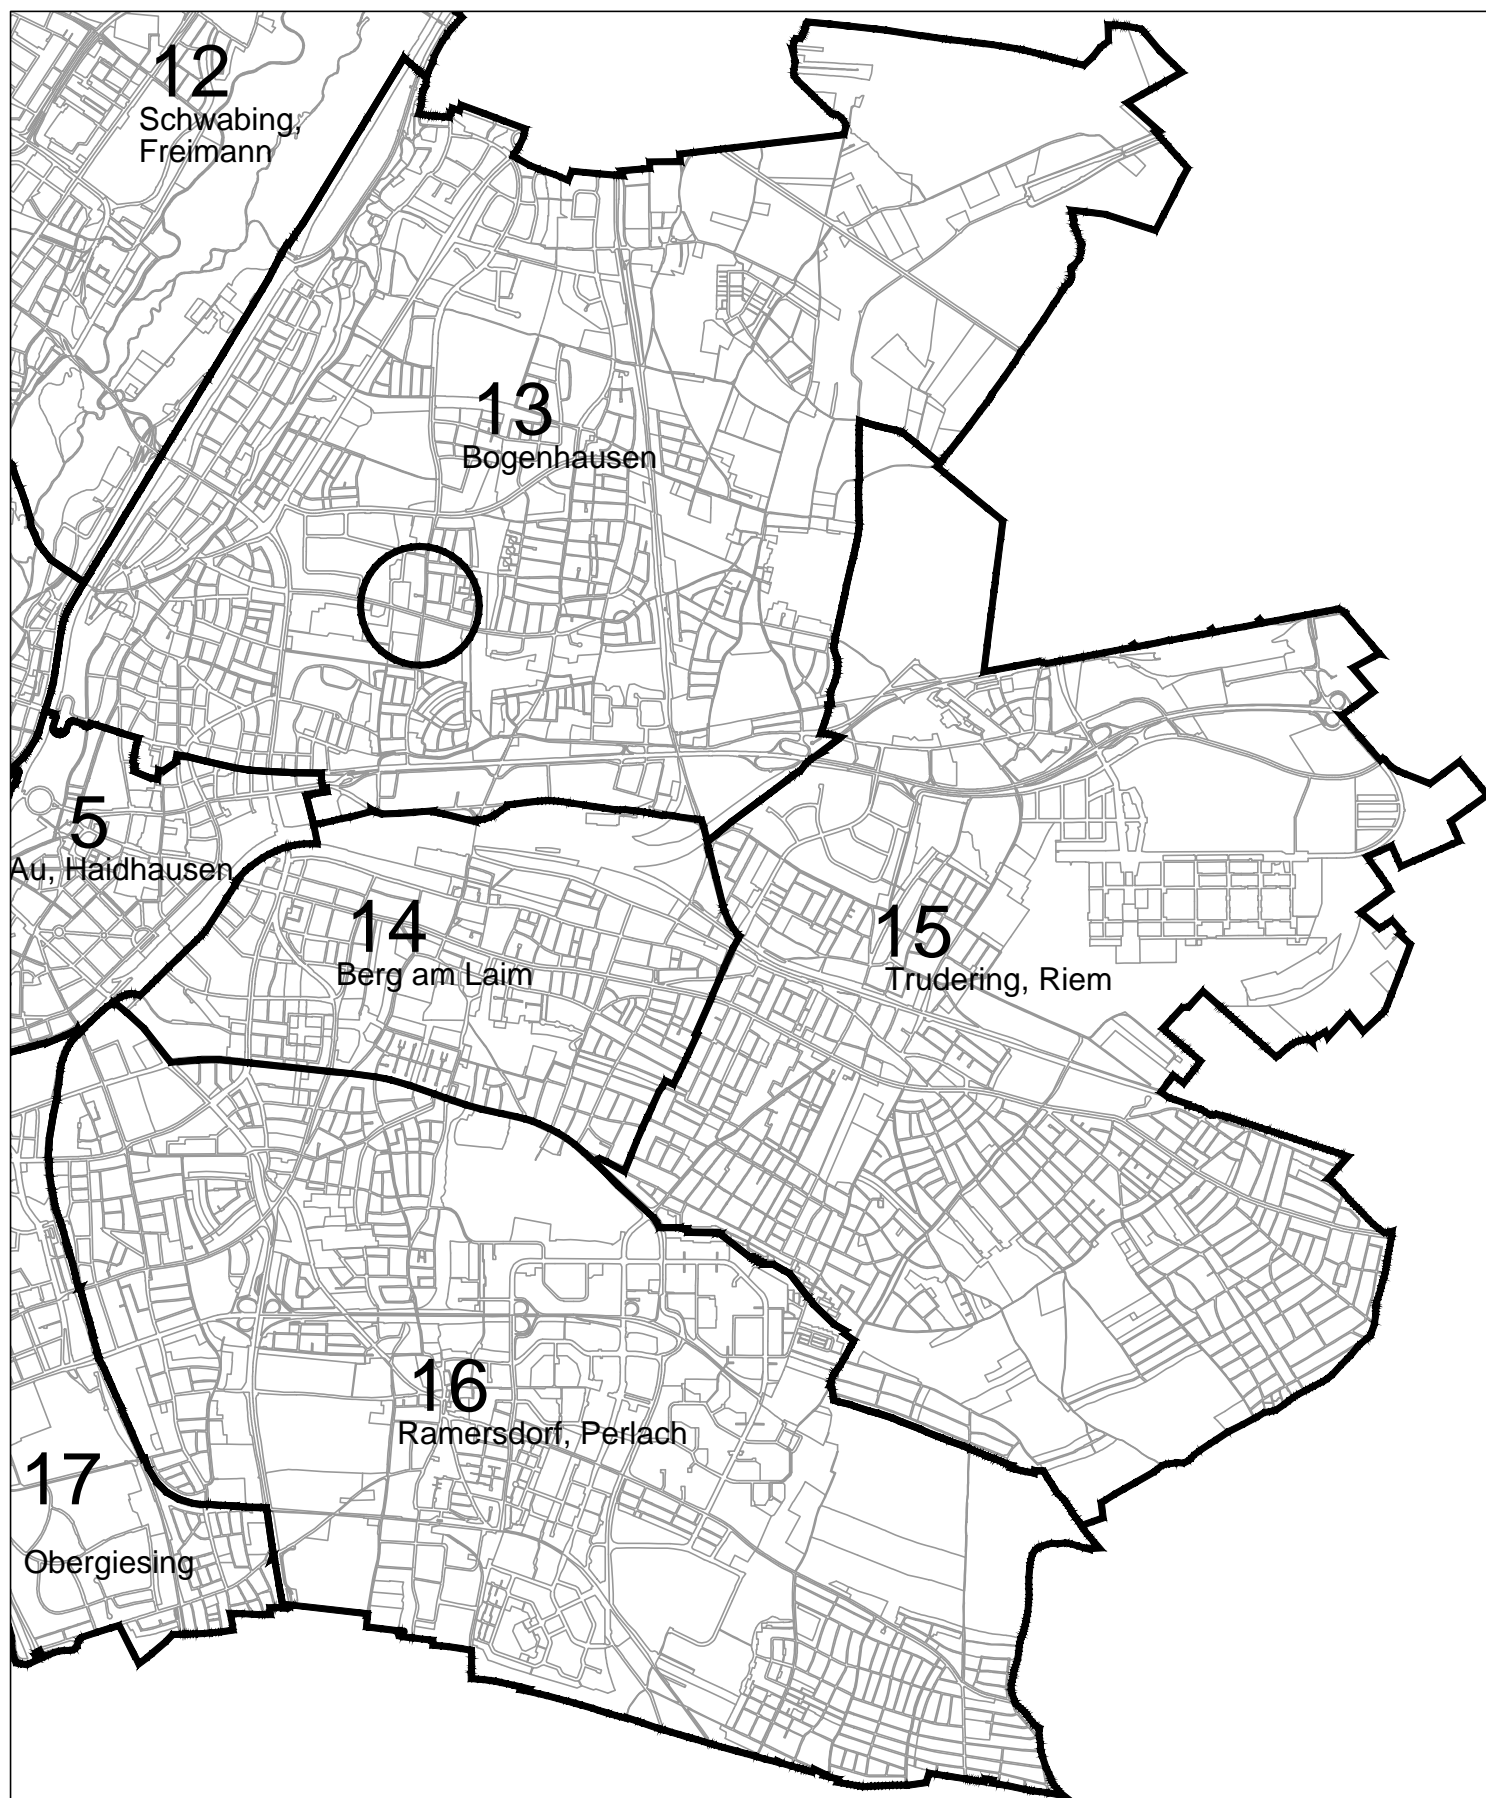 12
Schwabing,
Freimann
13
Bogenhausen
5
Au, Haidhausen
14
Berg am Laim
15
Trudering, Riem
16
Ramersdorf, Perlach
17
Obergiesing